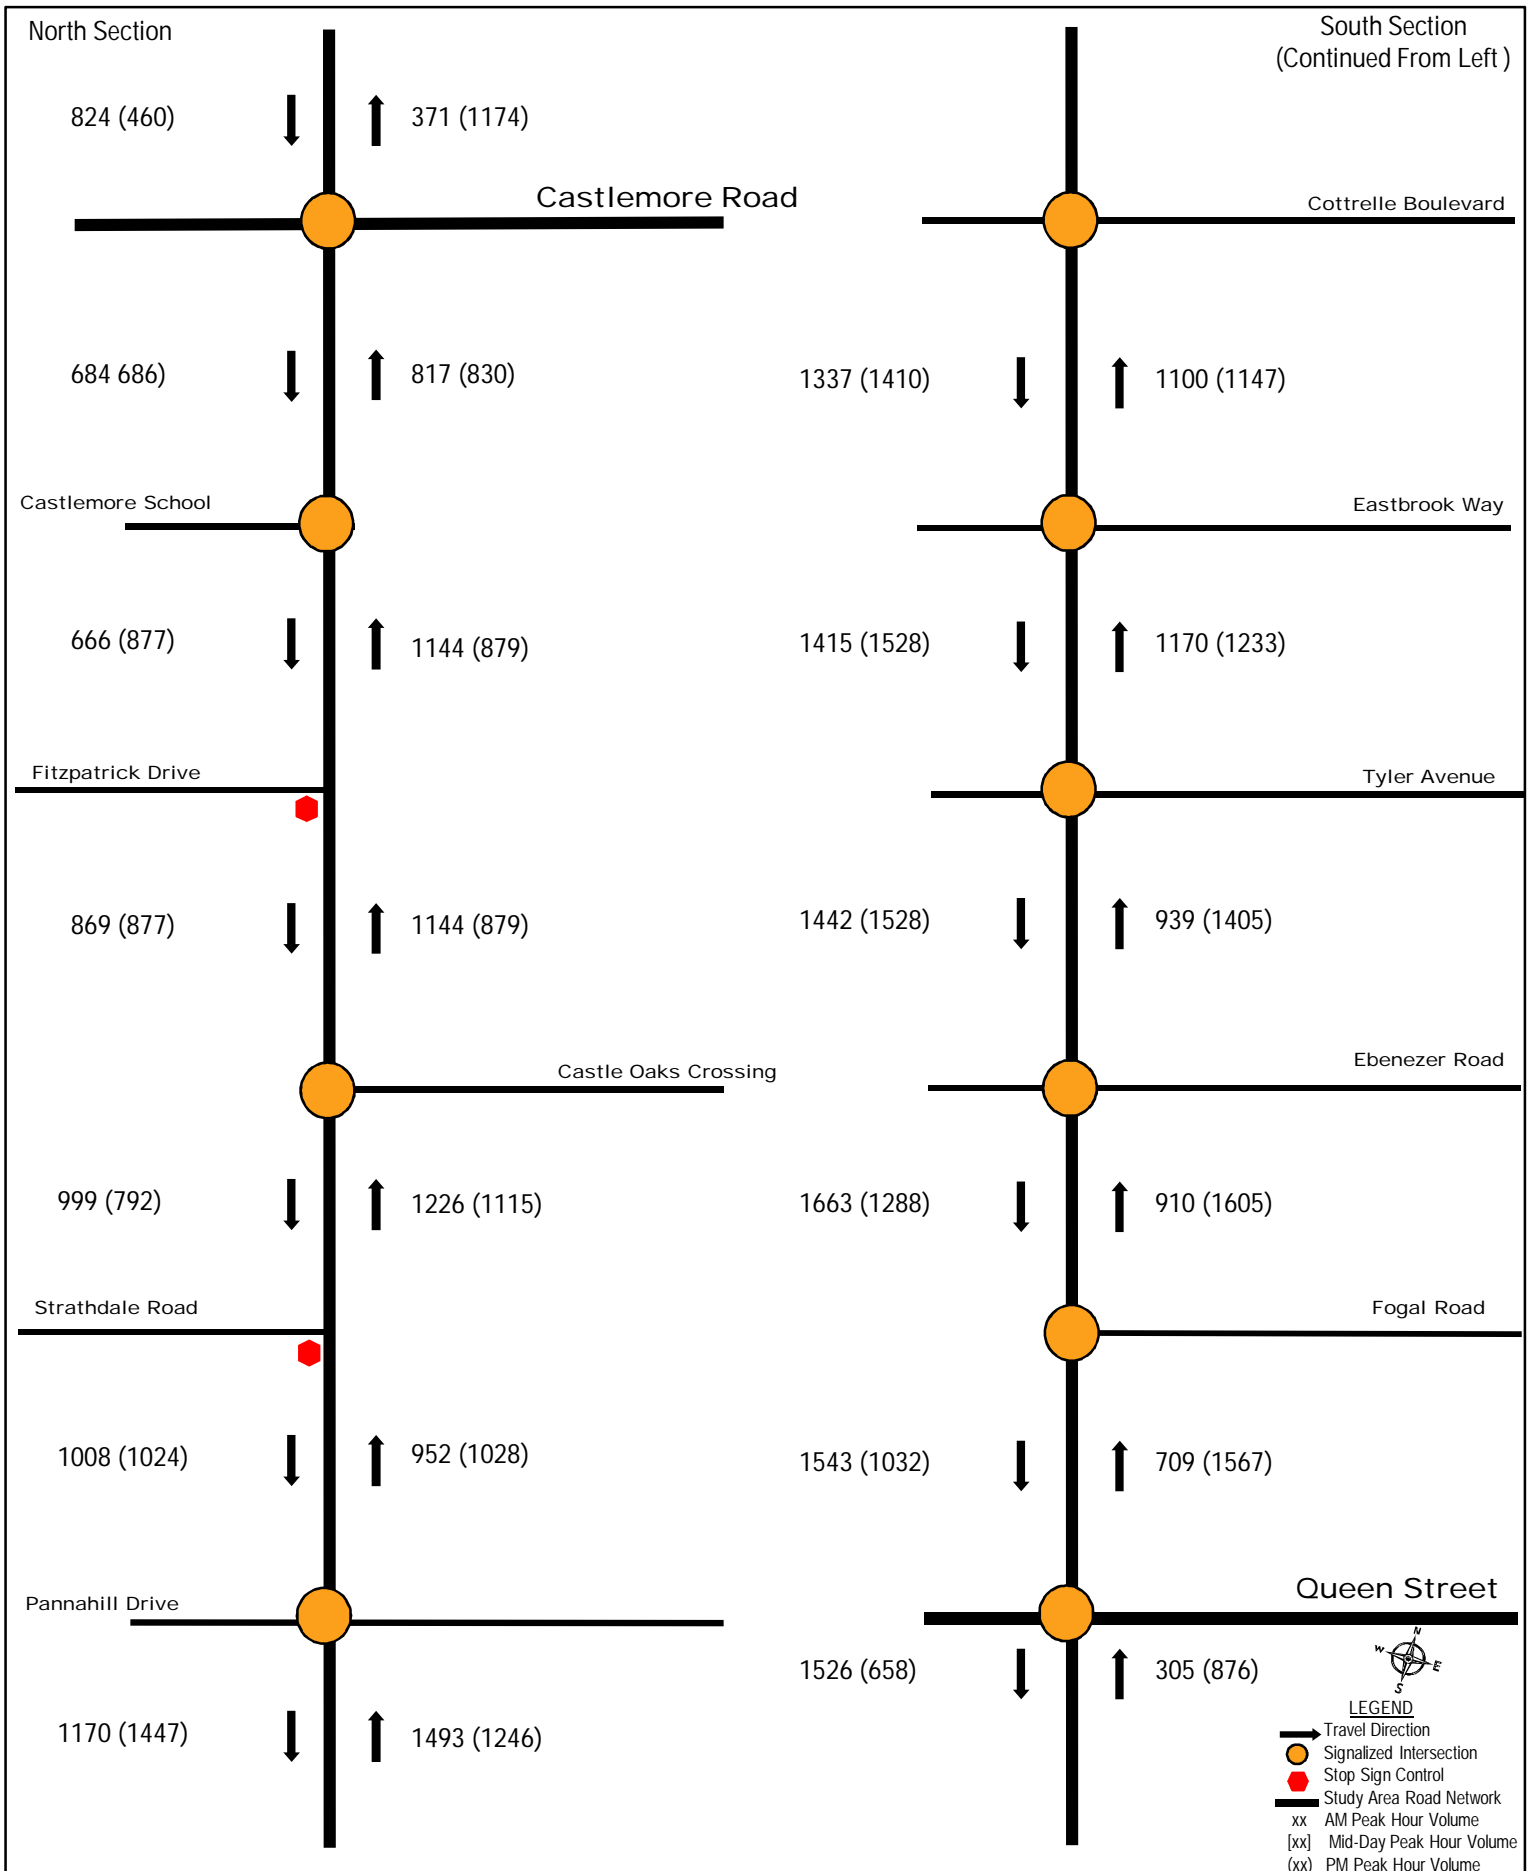 North Section
824 (460)
371 (1174)
Castlemore Road
684 686)
817 (830)
Castlemore School
666 (877)
1144 (879)
Fitzpatrick Drive
869 (877)
1144 (879)
Castle Oaks Crossing
999 (792)
1226 (1115)
Strathdale Road
1008 (1024)
952 (1028)
Pannahill Drive
1170 (1447)
1493 (1246)
South Section
(Continued From Left )
Cottrelle Boulevard
1337 (1410)
1100 (1147)
Eastbrook Way
1415 (1528)
1170 (1233)
Tyler Avenue
1442 (1528)
939 (1405)
Ebenezer Road
1663 (1288)
910 (1605)
Fogal Road
1543 (1032)
709 (1567)
Queen Street
1526 (658)
305 (876)
N
W
E
S
LEGEND
Travel Direction
Signalized Intersection
Stop Sign Control
Study Area Road Network
xx AM Peak Hour Volume
[xx] Mid-Day Peak Hour Volume
(xx) PM Peak Hour Volume